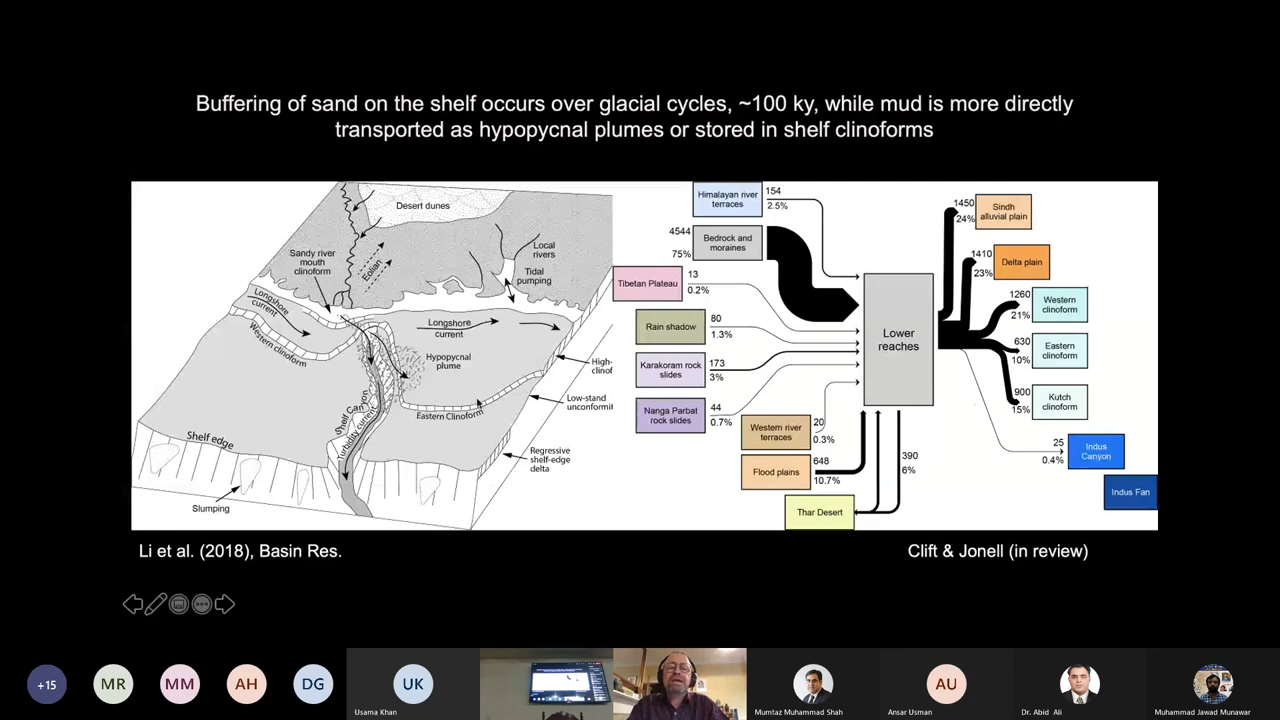 Buffering of sand on the shelf occurs over glacial cycles, ~100 ky, while mud is more directly
transported as hypopycnal plumes or stored in shelf clinoforms
Desert dunes
Sandy river
mouth
clinoform
Eolian
Local
rivers
Tidal
pumping
Longshore
current
Western clinoform
Longshore
current
Hypopycnal
plume
Shelf Canyon
Turbidity current
Eastern Clinoform
Shelf edge
Slumping
High-
clinof
Low-stand
unconformit
Regressive
shelf-edge
delta
Himalayan river
terraces
154
2.5%
Bedrock and
moraines
4544
75%
Tibetan Plateau
13
0.2%
Rain shadow
80
1.3%
Karakoram rock
slides
173
3%
Nanga Parbat
rock slides
44
0.7%
Western river
terraces
20
0.3%
Flood plains
648
10.7%
Thar Desert
390
6%
Lower
reaches
1450
24%
Sindh
alluvial plain
1410
23%
Delta plain
1260
21%
Western
clinoform
630
10%
Eastern
clinoform
900
15%
Kutch
clinoform
25
0.4%
Indus
Canyon
Indus Fan
Li et al. (2018), Basin Res.
Clift & Jonell (in review)
+15
MR
MM
AH
DG
UK
Usama Khan
Mumtaz Muhammad Shah
AU
Ansar Usman
Dr. Abid Ali
Muhammad Jawad Munawar